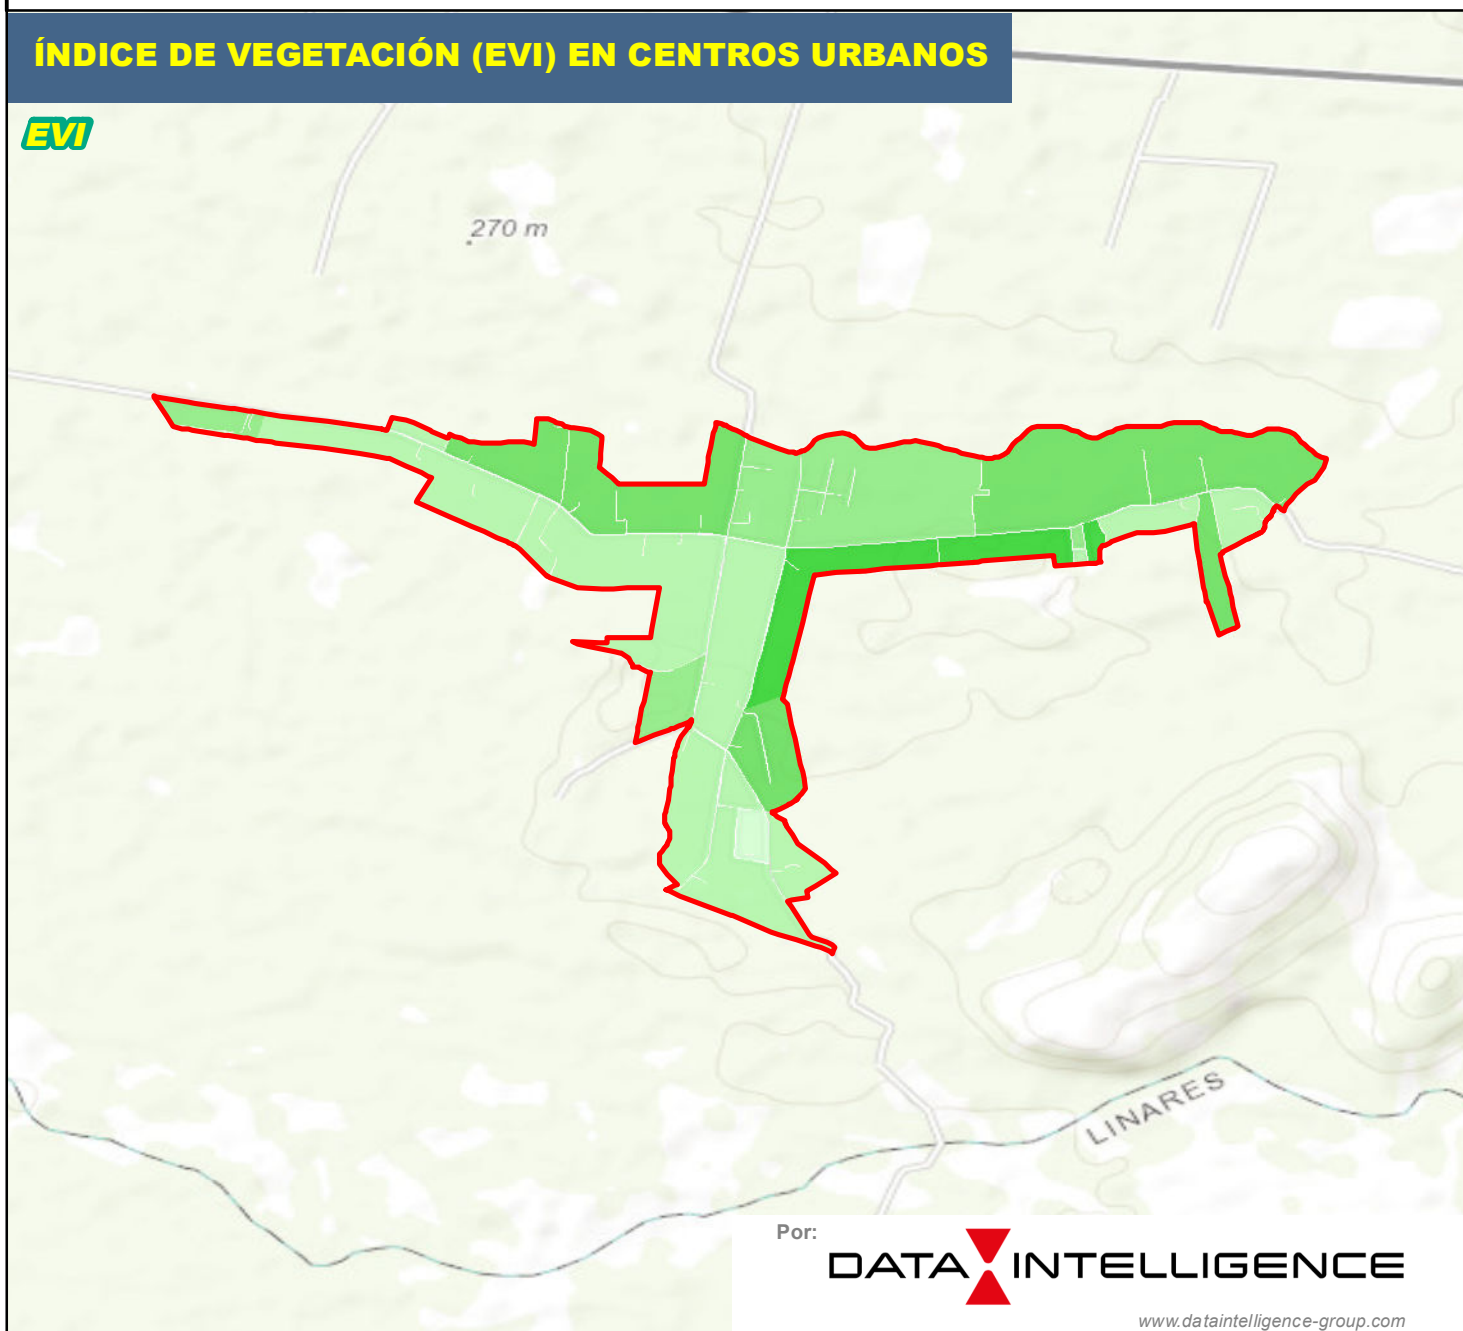 ÍNDICE DE VEGETACIÓN (EVI) EN CENTROS URBANOS
EVI
270 m
LINARES
Por:
DATA INTELLIGENCE
www.dataintelligence-group.com